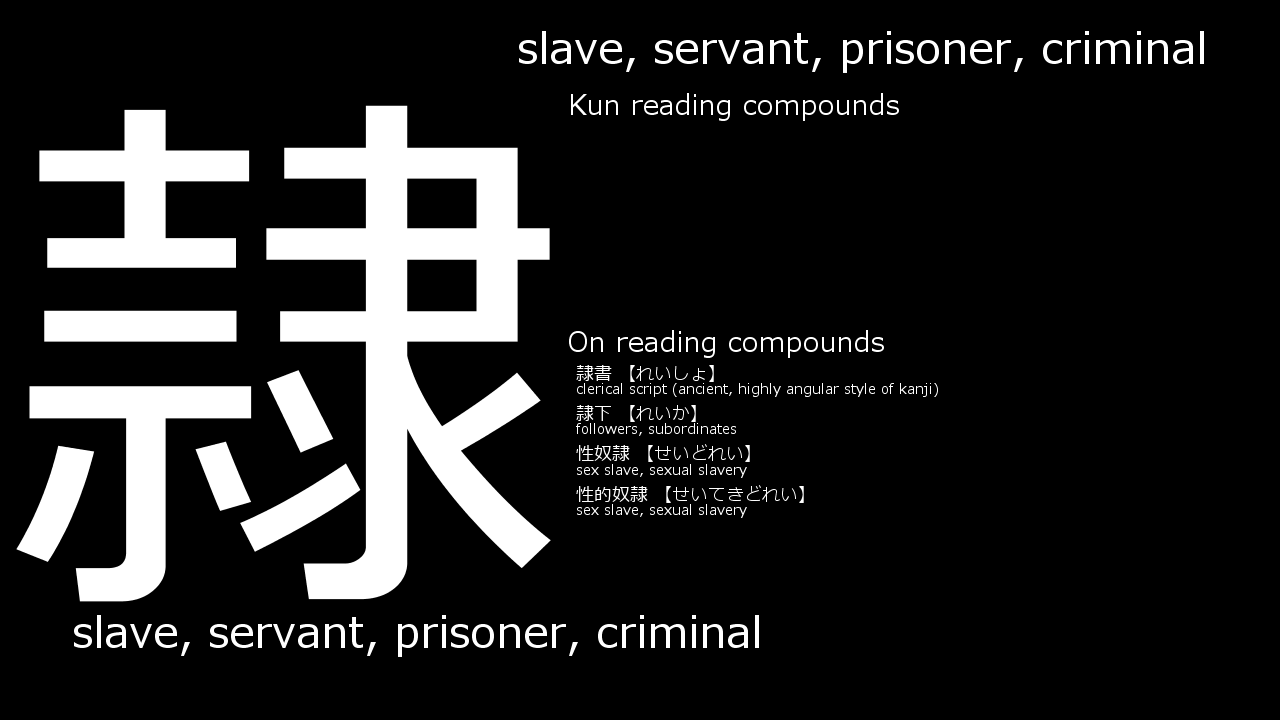 slave, servant, prisoner, criminal
Kun reading compounds
隷
On reading compounds
隷書 【れいしょ】
clerical script (ancient, highly angular style of kanji)
隷下 【れいか】
followers, subordinates
性奴隷 【せいどれい】
sex slave, sexual slavery
性的奴隷 【せいてきどれい】
sex slave, sexual slavery
slave, servant, prisoner, criminal